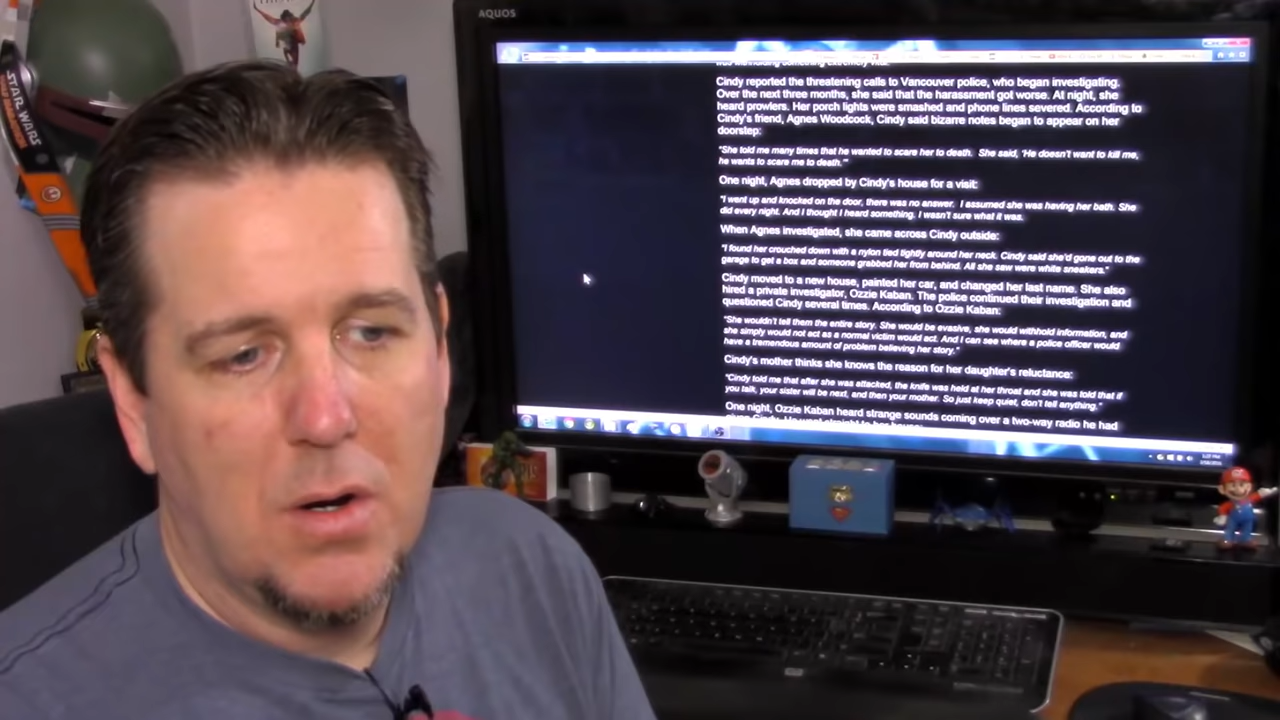 AQUOS
STAR WARS
Cindy reported the threatening calls to Vancouver police, who began investigating.
Over the next three months, she said that the harassment got worse. At night, she
heard prowlers. Her porch lights were smashed and phone lines severed. According to
Cindy's friend, Agnes Woodcock, Cindy said bizarre notes began to appear on her
doorstep:
"She told me many times that he wanted to scare her to death. She said, 'He doesn't want to kill me,
he wants to scare me to death.'"
One night, Agnes dropped by Cindy's house for a visit:
"I went up and knocked on the door, there was no answer. I assumed she was having her bath. She
did every night. And I thought I heard something. I wasn't sure what it was.
When Agnes investigated, she came across Cindy outside:
"I found her crouched down with a nylon tied tightly around her neck. Cindy said she'd gone out to the
garage to get a box and someone grabbed her from behind. All she saw were white sneakers."
Cindy moved to a new house, painted her car, and changed her last name. She also
hired a private investigator, Ozzie Kaban. The police continued their investigation and
questioned Cindy several times. According to Ozzie Kaban:
"She wouldn't tell them the entire story. She would be evasive, she would withhold information, and
she simply would not act as a normal victim would act. And I can see where a police officer would
have a tremendous amount of problem believing her story."
Cindy's mother thinks she knows the reason for her daughter's reluctance:
"Cindy told me that after she was attacked, the knife was held at her throat and she was told that if
you talk, your sister will be next, and then your mother. So just keep quiet, don't tell anything."
One night, Ozzie Kaban heard strange sounds coming over a two-way radio he had